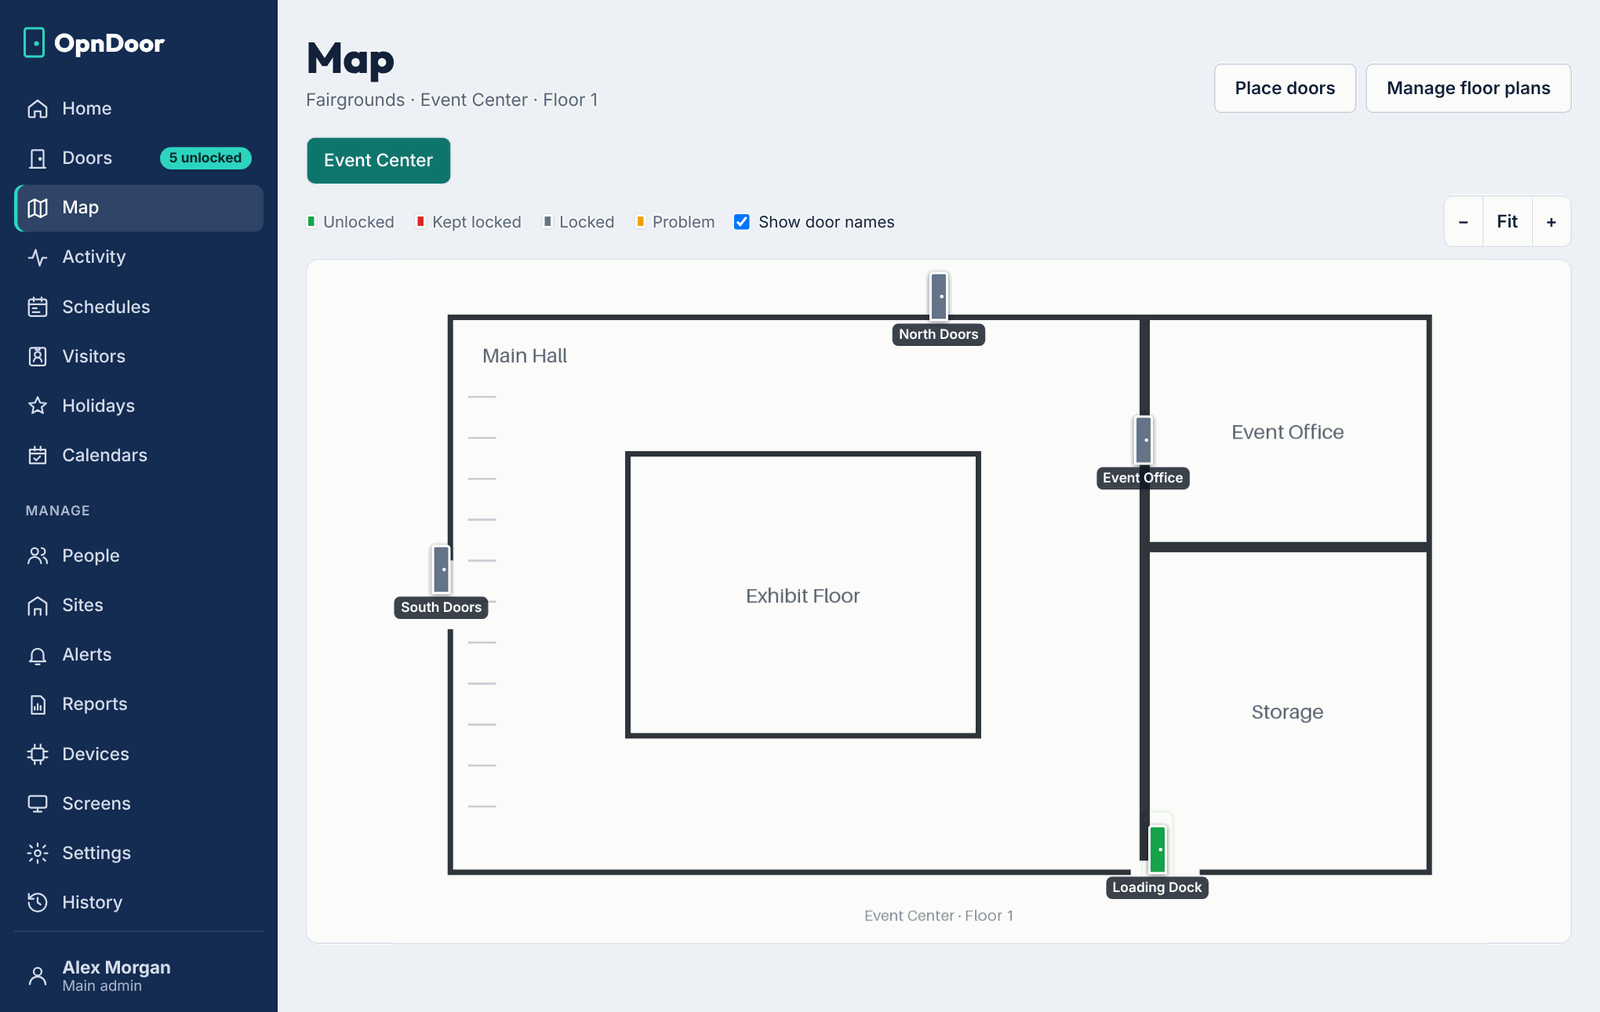 OpnDoor
Home
Doors
5 unlocked
Map
Activity
Schedules
Visitors
Holidays
Calendars
MANAGE
People
Sites
Alerts
Reports
Devices
Screens
Settings
History
Alex Morgan
Main admin
Map
Fairgrounds · Event Center · Floor 1
Place doors
Manage floor plans
Event Center
Unlocked
Kept locked
Locked
Problem
Show door names
− Fit +
North Doors
Main Hall
Event Office
Event Office
Exhibit Floor
South Doors
Storage
Loading Dock
Event Center · Floor 1